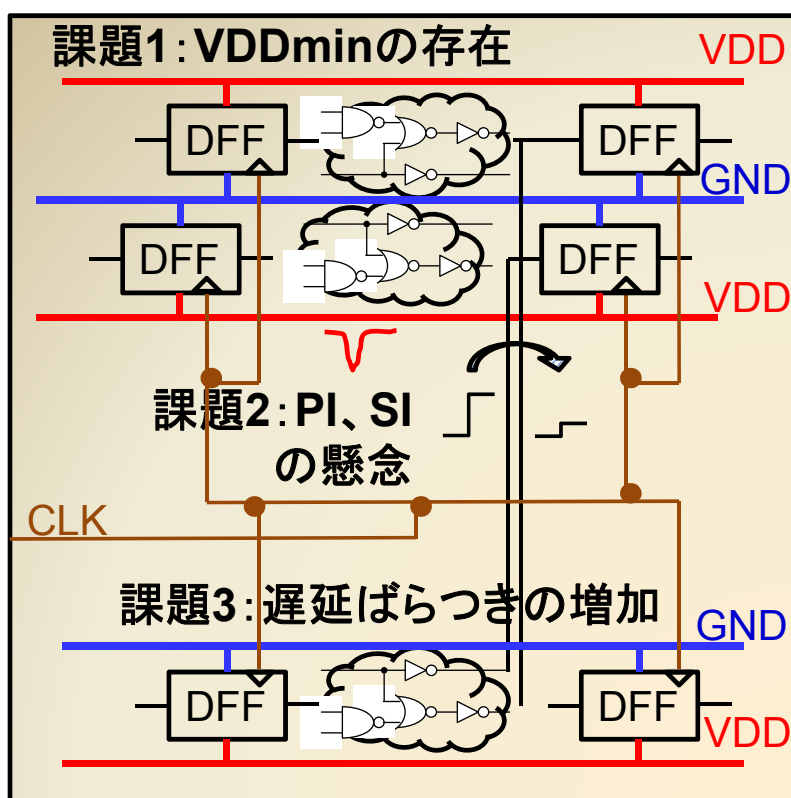 課題1：VDDminの存在
VDD
DFF
DFF
GND
DFF
DFF
VDD
課題2：PI、SI
の懸念
CLK
課題3：遅延ばらつきの増加
GND
DFF
DFF
VDD